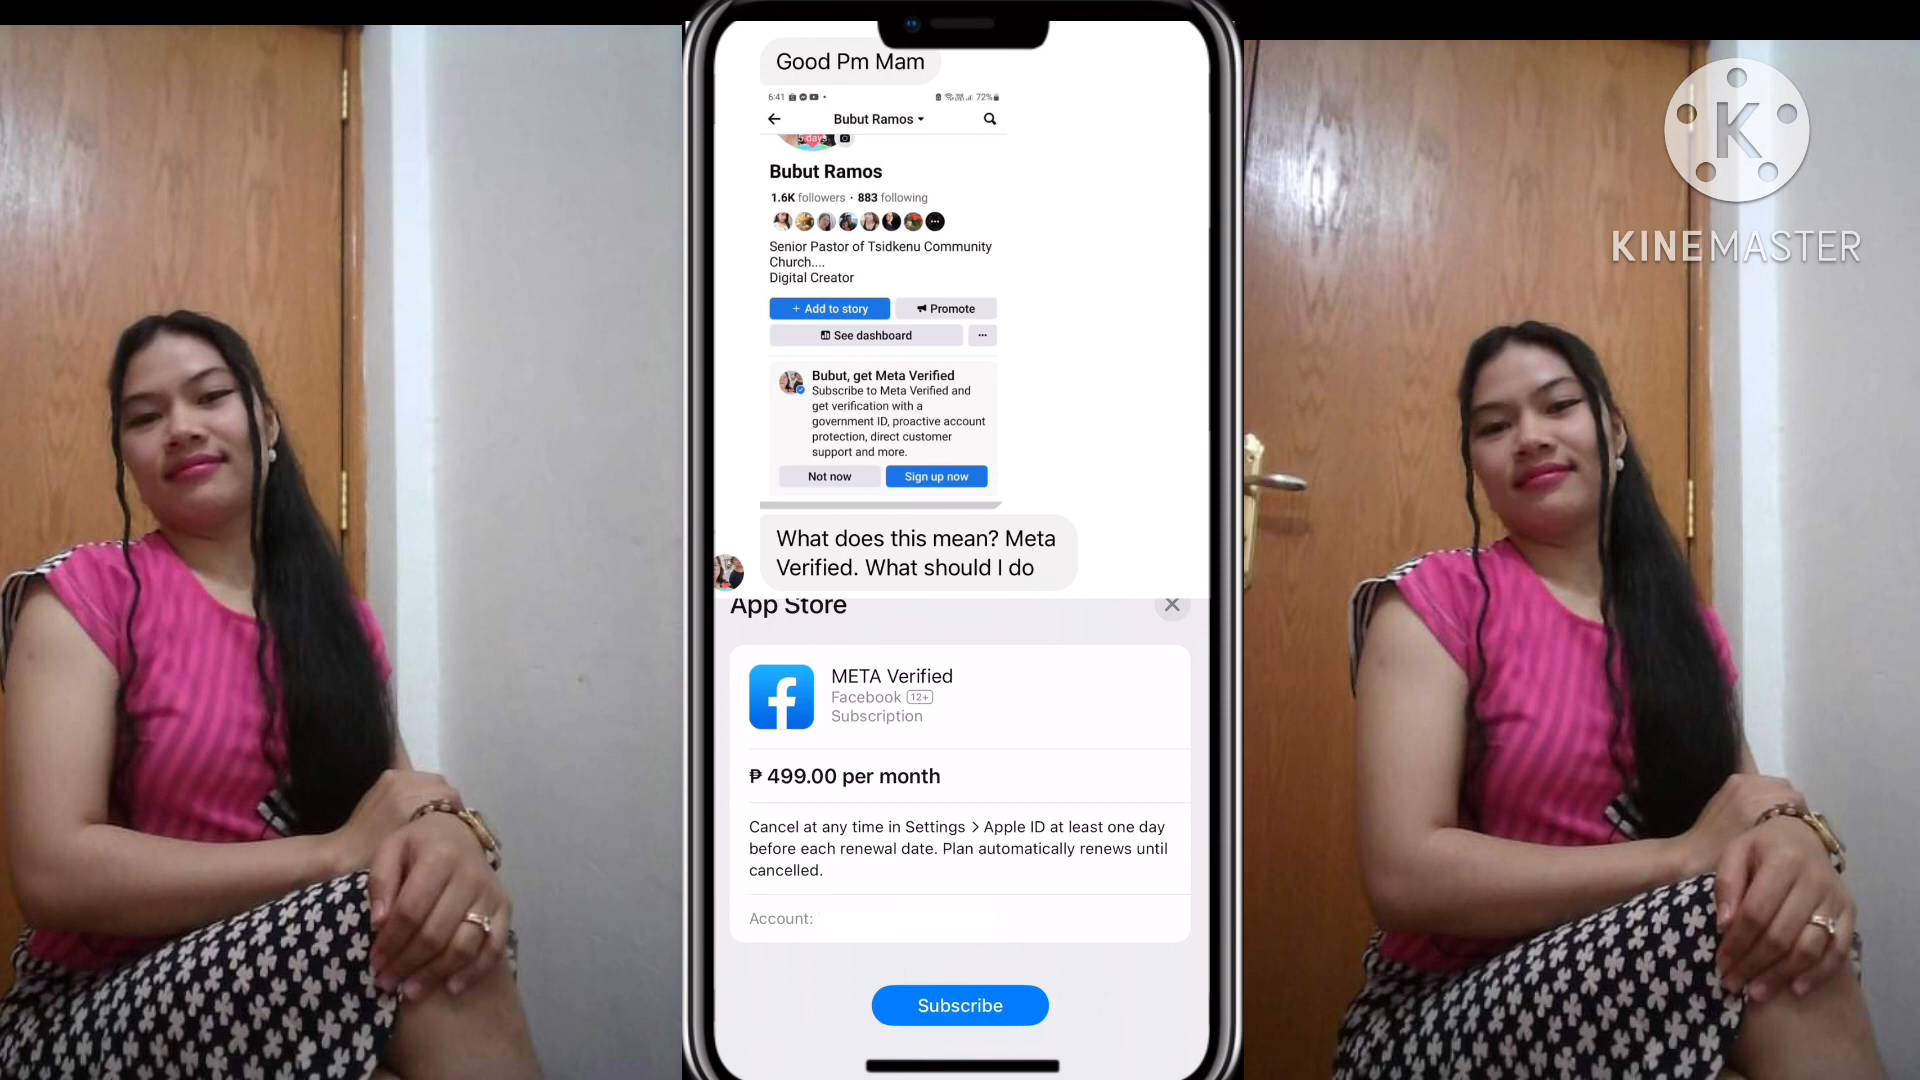 Good Pm Mam
6:41
72%
Bubut Ramos
5 days
Bubut Ramos
1.6K followers • 883 following
Senior Pastor of Tsidkenu Community
Church....
Digital Creator
+ Add to story
Promote
See dashboard
Bubut, get Meta Verified
Subscribe to Meta Verified and
get verification with a
government ID, proactive account
protection, direct customer
support and more.
Not now
Sign up now
What does this mean? Meta
Verified. What should I do
App Store
META Verified
Facebook 12+
Subscription
₱ 499.00 per month
Cancel at any time in Settings > Apple ID at least one day
before each renewal date. Plan automatically renews until
cancelled.
Account:
Subscribe
K
KINEMASTER